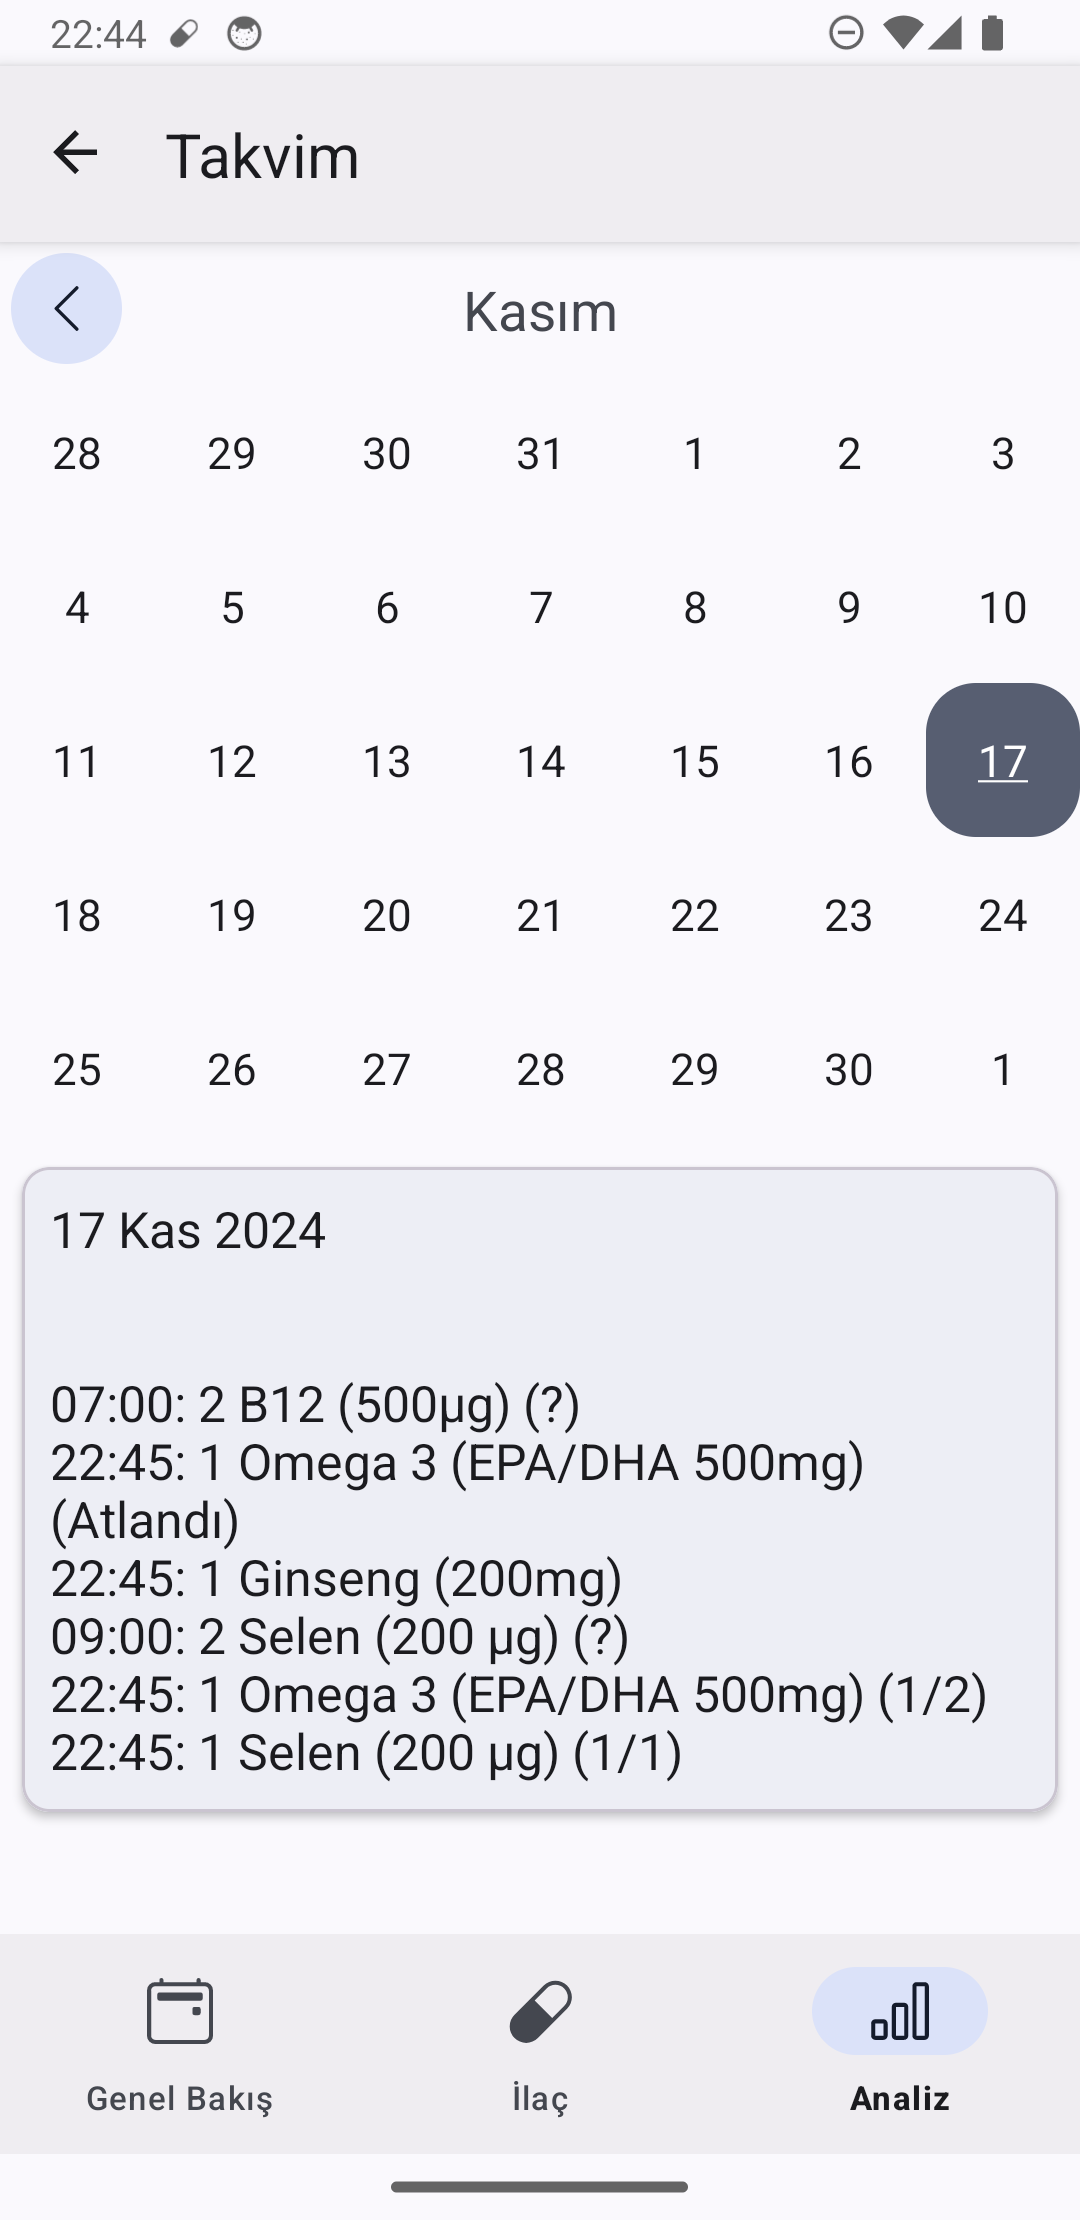 22:44
Takvim
Kasım
28 29 30 31 1 2 3
4 5 6 7 8 9 10
11 12 13 14 15 16 17
18 19 20 21 22 23 24
25 26 27 28 29 30 1
17 Kas 2024
07:00: 2 B12 (500µg) (?)
22:45: 1 Omega 3 (EPA/DHA 500mg)
(Atlandı)
22:45: 1 Ginseng (200mg)
09:00: 2 Selen (200 µg) (?)
22:45: 1 Omega 3 (EPA/DHA 500mg) (1/2)
22:45: 1 Selen (200 µg) (1/1)
Genel Bakış İlaç Analiz